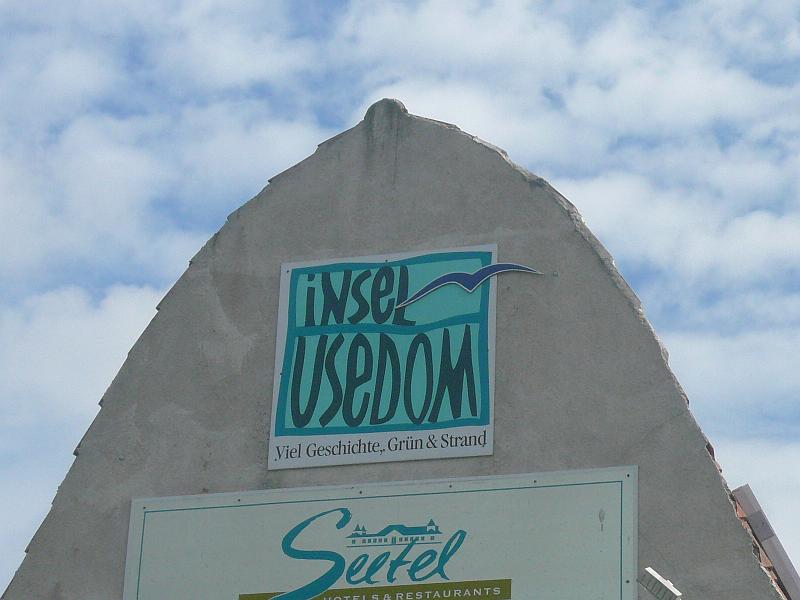 iNSEL
USEDOM
Viel Geschichte, Grün & Strand
Seetel
HOTELS & RESTAURANTS